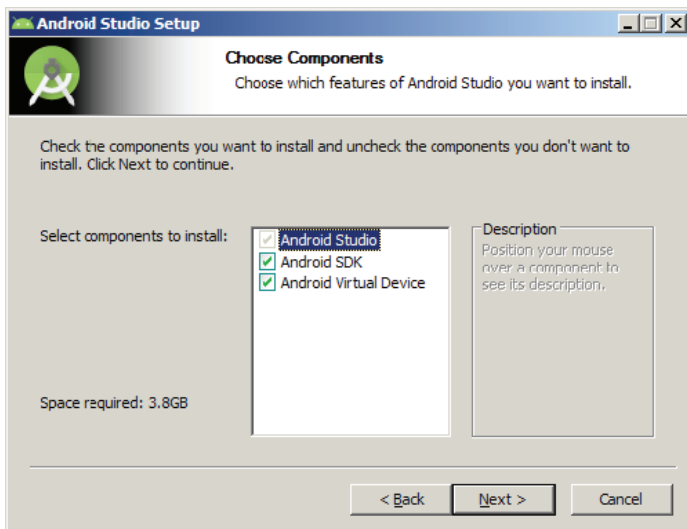 Android Studio Setup
Choose Components
Choose which features of Android Studio you want to install.
Check the components you want to install and uncheck the components you don't want to
install. Click Next to continue.
Select components to install:
Android Studio
Android SDK
Android Virtual Device
Description
Position your mouse
over a component to
see its description.
Space required: 3.8GB
< Back
Next >
Cancel